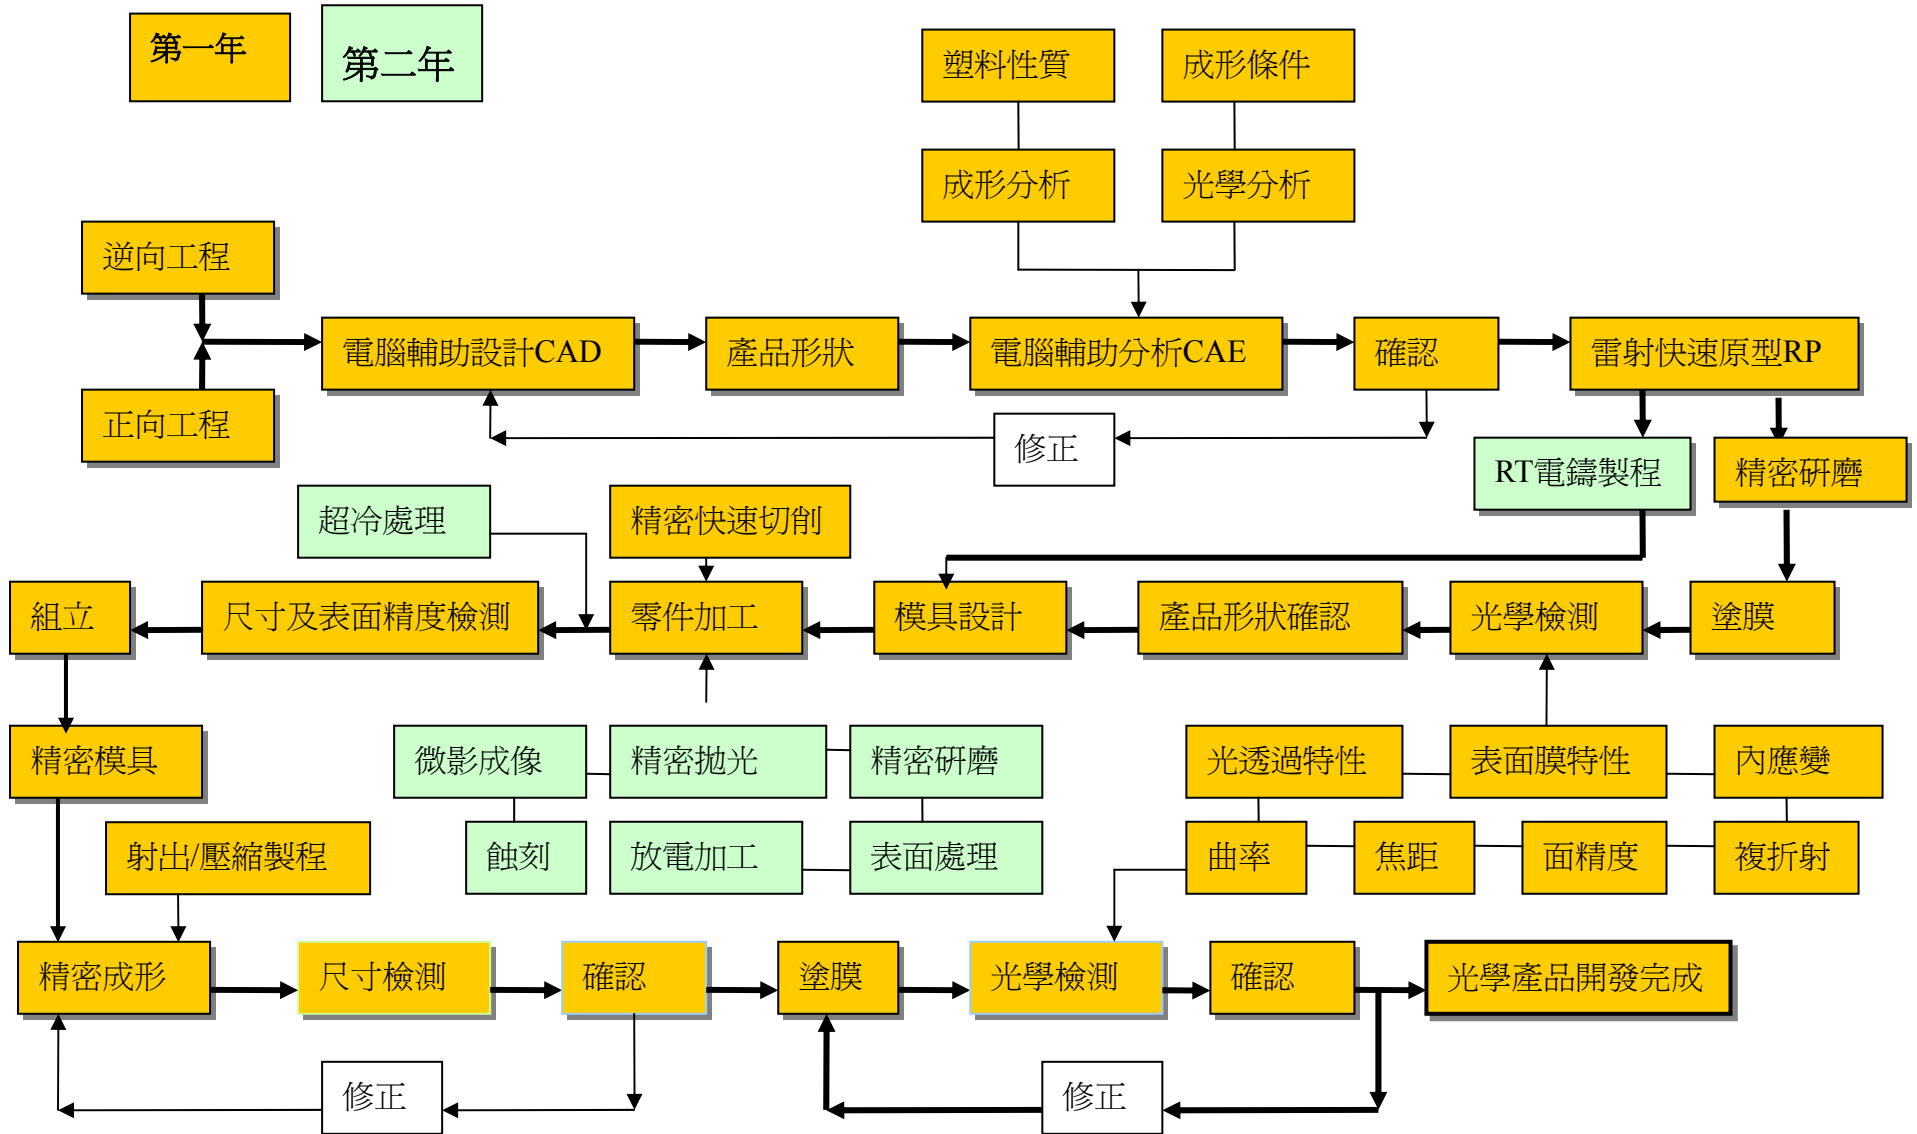 第一年
第二年
塑料性質
成形條件
成形分析
光學分析
逆向工程
電腦輔助設計CAD
產品形狀
電腦輔助分析CAE
確認
雷射快速原型RP
正向工程
修正
RT電鑄製程
精密研磨
超冷處理
精密快速切削
組立
尺寸及表面精度檢測
零件加工
模具設計
產品形狀確認
光學檢測
塗膜
精密模具
微影成像
精密拋光
精密研磨
光透過特性
表面膜特性
內應變
射出/壓縮製程
蝕刻
放電加工
表面處理
曲率
焦距
面精度
複折射
精密成形
尺寸檢測
確認
塗膜
光學檢測
確認
光學產品開發完成
修正
修正